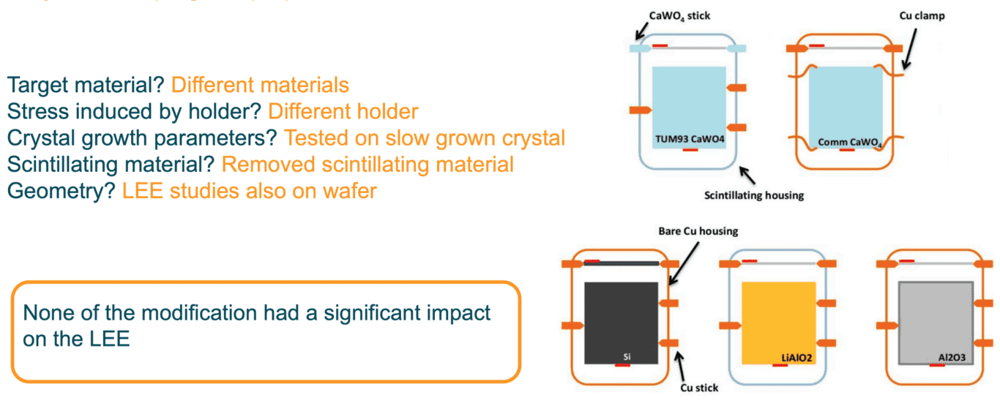 Target material? Different materials
Stress induced by holder? Different holder
Crystal growth parameters? Tested on slow grown crystal
Scintillating material? Removed scintillating material
Geometry? LEE studies also on wafer
None of the modification had a significant impact
on the LEE
CaWO₄ stick
Cu clamp
TUM93 CaWO4
Comm CaWO₄
Scintillating housing
Bare Cu housing
Si
LiAlO2
Al2O3
Cu stick